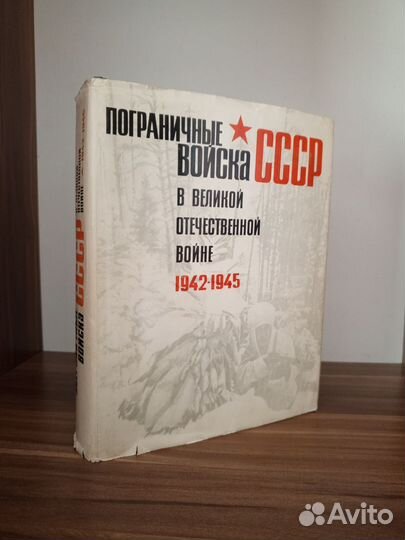 ПОГРАНИЧНЫЕ
ВОЙСКА СССР
В ВЕЛИКОЙ
ОТЕЧЕСТВЕННОЙ
ВОЙНЕ
1942-1945
ВОЙСКА СССР
Avito